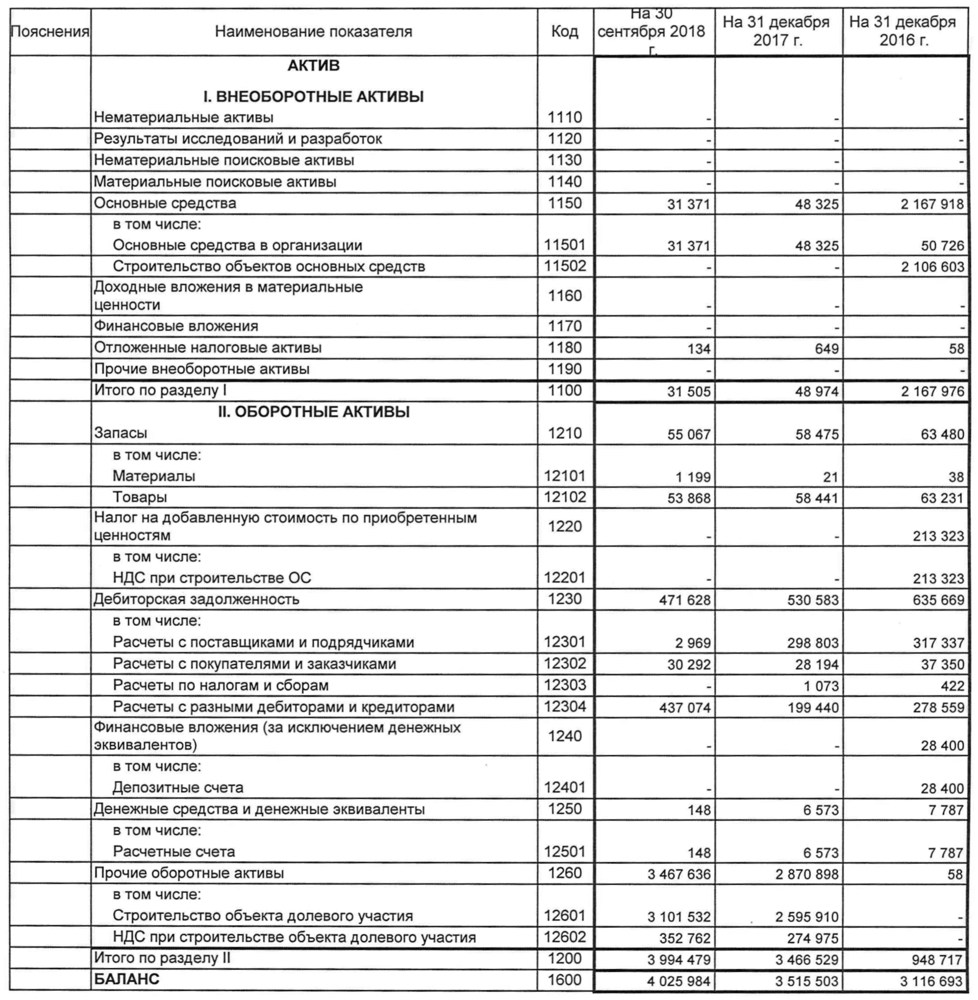 Пояснения Наименование показателя Код На 30 сентября 2018 г. На 31 декабря 2017 г. На 31 декабря 2016 г.
АКТИВ
I. ВНЕОБОРОТНЫЕ АКТИВЫ
Нематериальные активы 1110 - - -
Результаты исследований и разработок 1120 - - -
Нематериальные поисковые активы 1130 - - -
Материальные поисковые активы 1140 - - -
Основные средства 1150 31 371 48 325 2 167 918
в том числе:
Основные средства в организации 11501 31 371 48 325 50 726
Строительство объектов основных средств 11502 - - 2 106 603
Доходные вложения в материальные
ценности 1160 - - -
Финансовые вложения 1170 - - -
Отложенные налоговые активы 1180 134 649 58
Прочие внеоборотные активы 1190 - - -
Итого по разделу I 1100 31 505 48 974 2 167 976
II. ОБОРОТНЫЕ АКТИВЫ
Запасы 1210 55 067 58 475 63 480
в том числе:
Материалы 12101 1 199 21 38
Товары 12102 53 868 58 441 63 231
Налог на добавленную стоимость по приобретенным
ценностям 1220 - - 213 323
в том числе:
НДС при строительстве ОС 12201 - - 213 323
Дебиторская задолженность 1230 471 628 530 583 635 669
в том числе:
Расчеты с поставщиками и подрядчиками 12301 2 969 298 803 317 337
Расчеты с покупателями и заказчиками 12302 30 292 28 194 37 350
Расчеты по налогам и сборам 12303 - 1 073 422
Расчеты с разными дебиторами и кредиторами 12304 437 074 199 440 278 559
Финансовые вложения (за исключением денежных
эквивалентов) 1240 - - 28 400
в том числе:
Депозитные счета 12401 - - 28 400
Денежные средства и денежные эквиваленты 1250 148 6 573 7 787
в том числе:
Расчетные счета 12501 148 6 573 7 787
Прочие оборотные активы 1260 3 467 636 2 870 898 58
в том числе:
Строительство объекта долевого участия 12601 3 101 532 2 595 910 -
НДС при строительстве объекта долевого участия 12602 352 762 274 975 -
Итого по разделу II 1200 3 994 479 3 466 529 948 717
БАЛАНС 1600 4 025 984 3 515 503 3 116 693